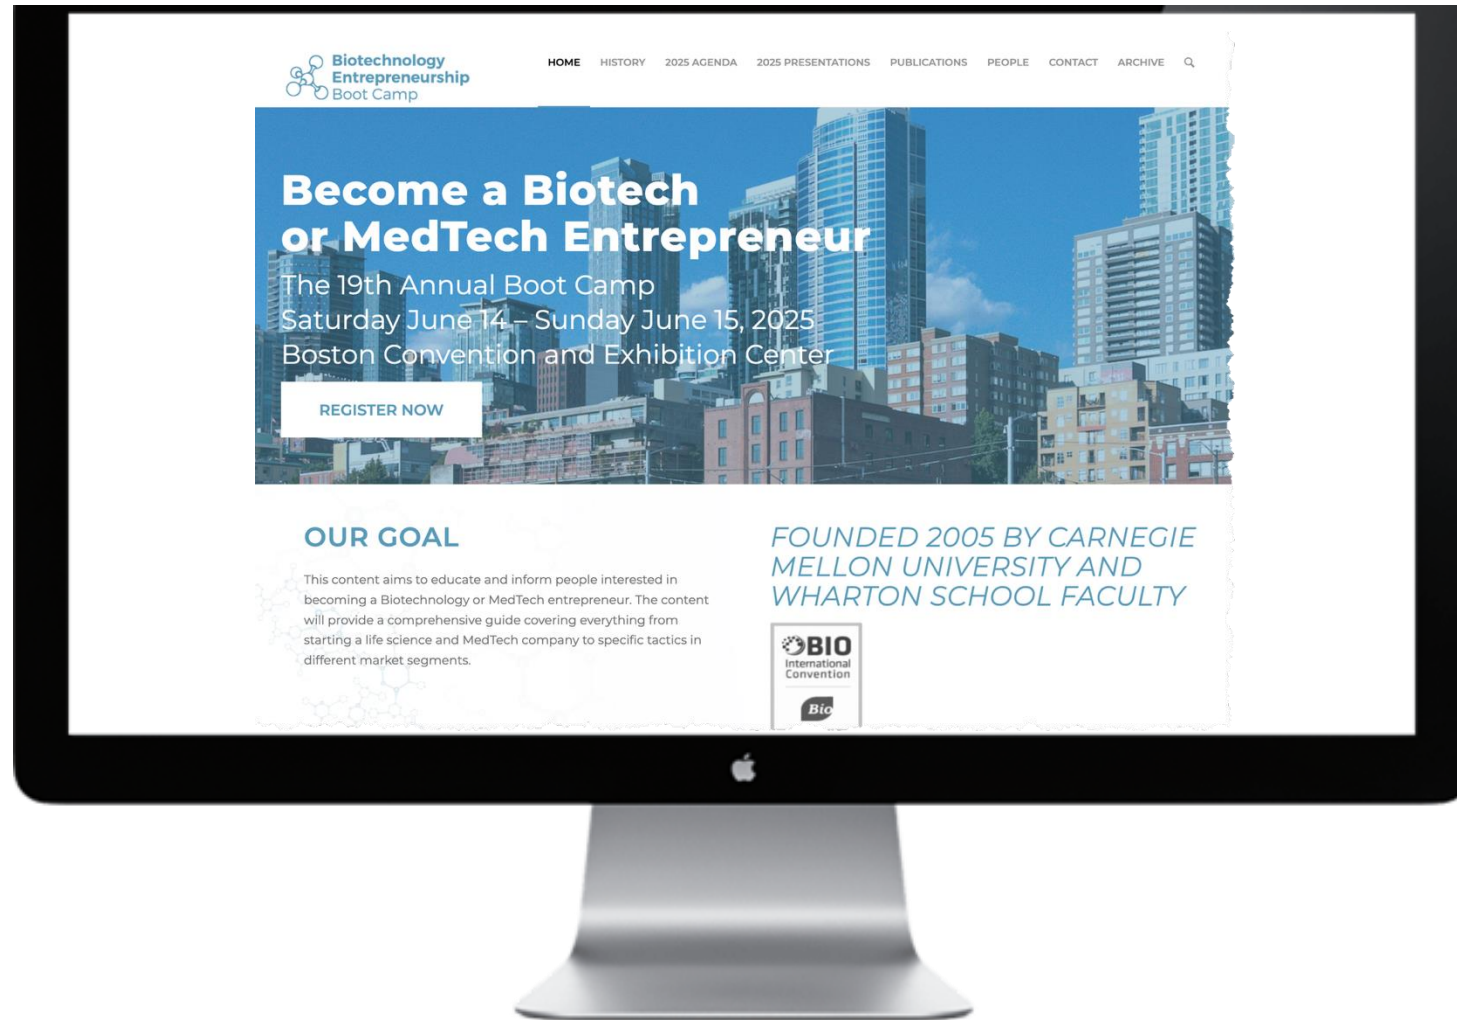 Biotechnology
Entrepreneurship
Boot Camp
HOME HISTORY 2025 AGENDA 2025 PRESENTATIONS PUBLICATIONS PEOPLE CONTACT ARCHIVE
Become a Biotech
or MedTech Entrepreneur
The 19th Annual Boot Camp
Saturday June 14 – Sunday June 15, 2025
Boston Convention and Exhibition Center
REGISTER NOW
OUR GOAL
This content aims to educate and inform people interested in
becoming a Biotechnology or MedTech entrepreneur. The content
will provide a comprehensive guide covering everything from
starting a life science and MedTech company to specific tactics in
different market segments.
FOUNDED 2005 BY CARNEGIE
MELLON UNIVERSITY AND
WHARTON SCHOOL FACULTY
BIO
International
Convention
Bio